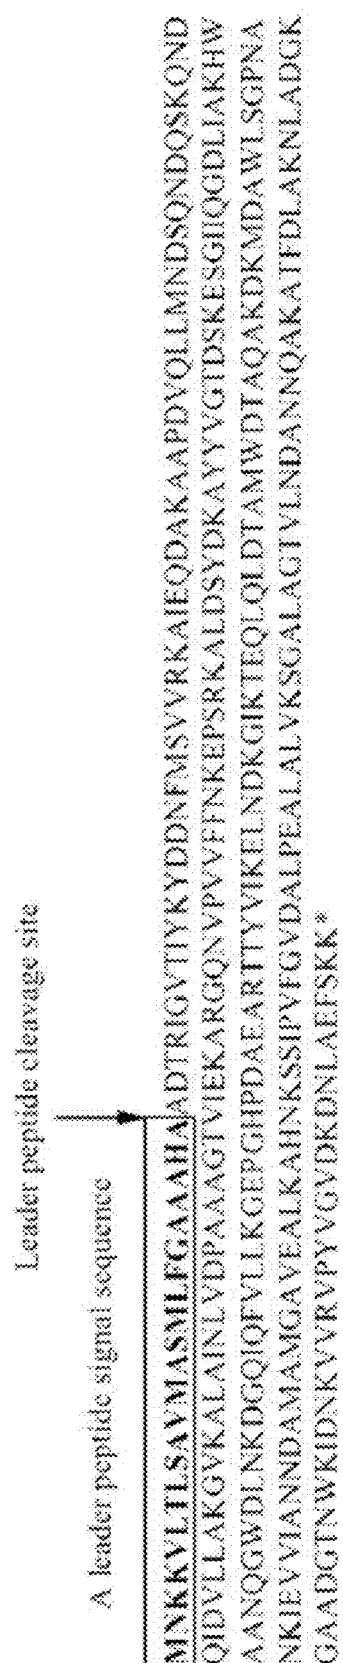 Leader peptide cleavage site
A leader peptide signal sequence
MNKKVLTLSAVMASMLFGAAAHAADTRIGVTIYKYDDNFMSVVRKAIEQDAKAAPDVQLLMNDSQNDQSKQND
QIDVLLAKGVKALAINLVDPAAAGTVIEKARGQNVPVVFFNKEPSRKALDSYDKAYYVGTDSKESGIIQGDLIAKHW
AANQGWDLNKDGQIQFVLLKGEPGHPDAEARTTYVIKELNDKGIKTEQLQLDTAMWDTAQAKDKMDAWLSGPNA
NKIEVVIANNDAMAMGAVEALKAHNKSSIPVFGVDALPEALALVKSGALAGTVLNDANNQAKATFDLAKNLADGK
GAADGTNWKIDNKVVRVPYVGVDKDNLAEFSKK*